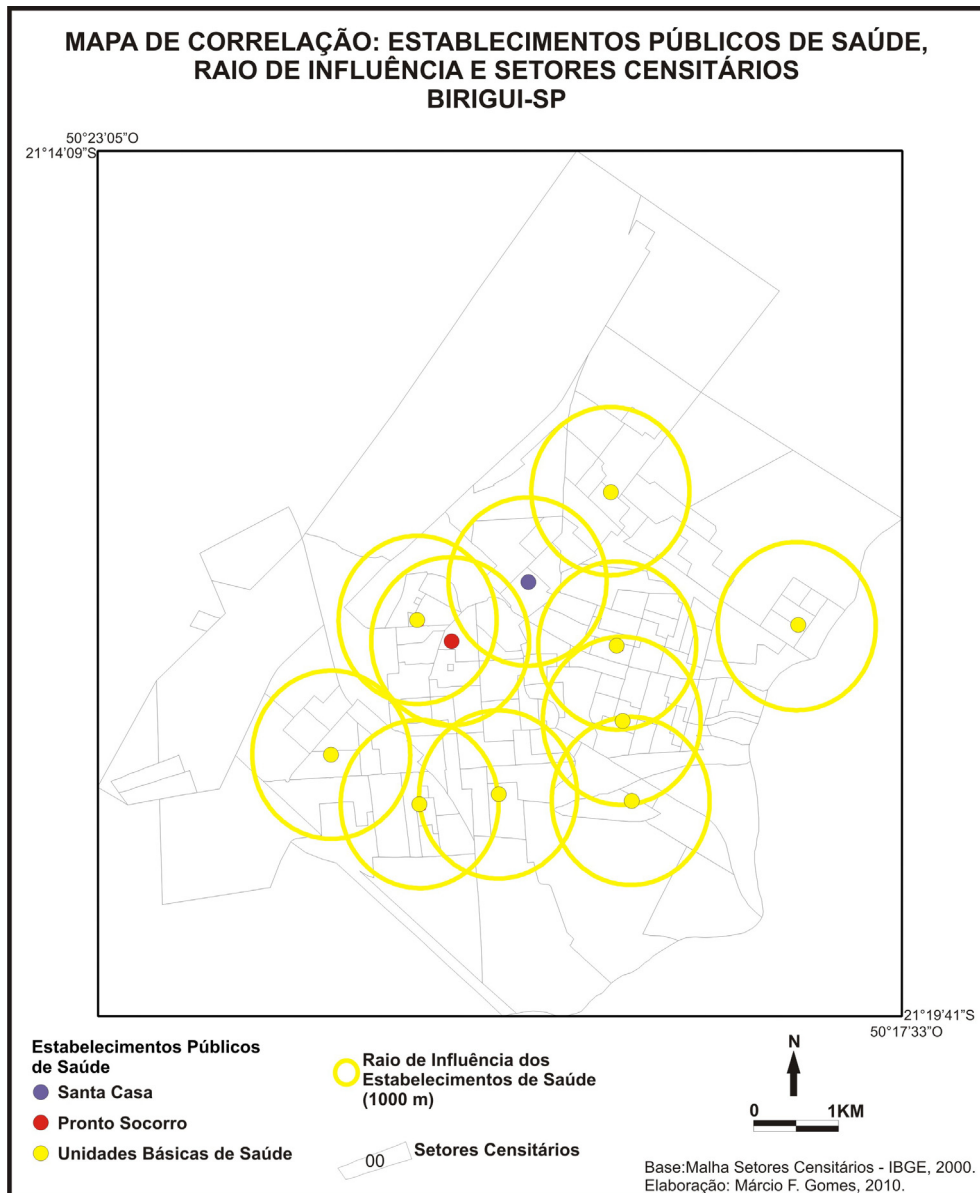 MAPA DE CORRELAÇÃO: ESTABLECIMENTOS PÚBLICOS DE SAÚDE,
RAIO DE INFLUÊNCIA E SETORES CENSITÁRIOS
BIRIGUI-SP
50°23'05"O
21°14'09"S
21°19'41"S
50°17'33"O
Estabelecimentos Públicos
de Saúde
Santa Casa
Pronto Socorro
Unidades Básicas de Saúde
Raio de Influência dos
Estabelecimentos de Saúde
(1000 m)
00
Setores Censitários
N
0 1KM
Base:Malha Setores Censitários - IBGE, 2000.
Elaboração: Márcio F. Gomes, 2010.